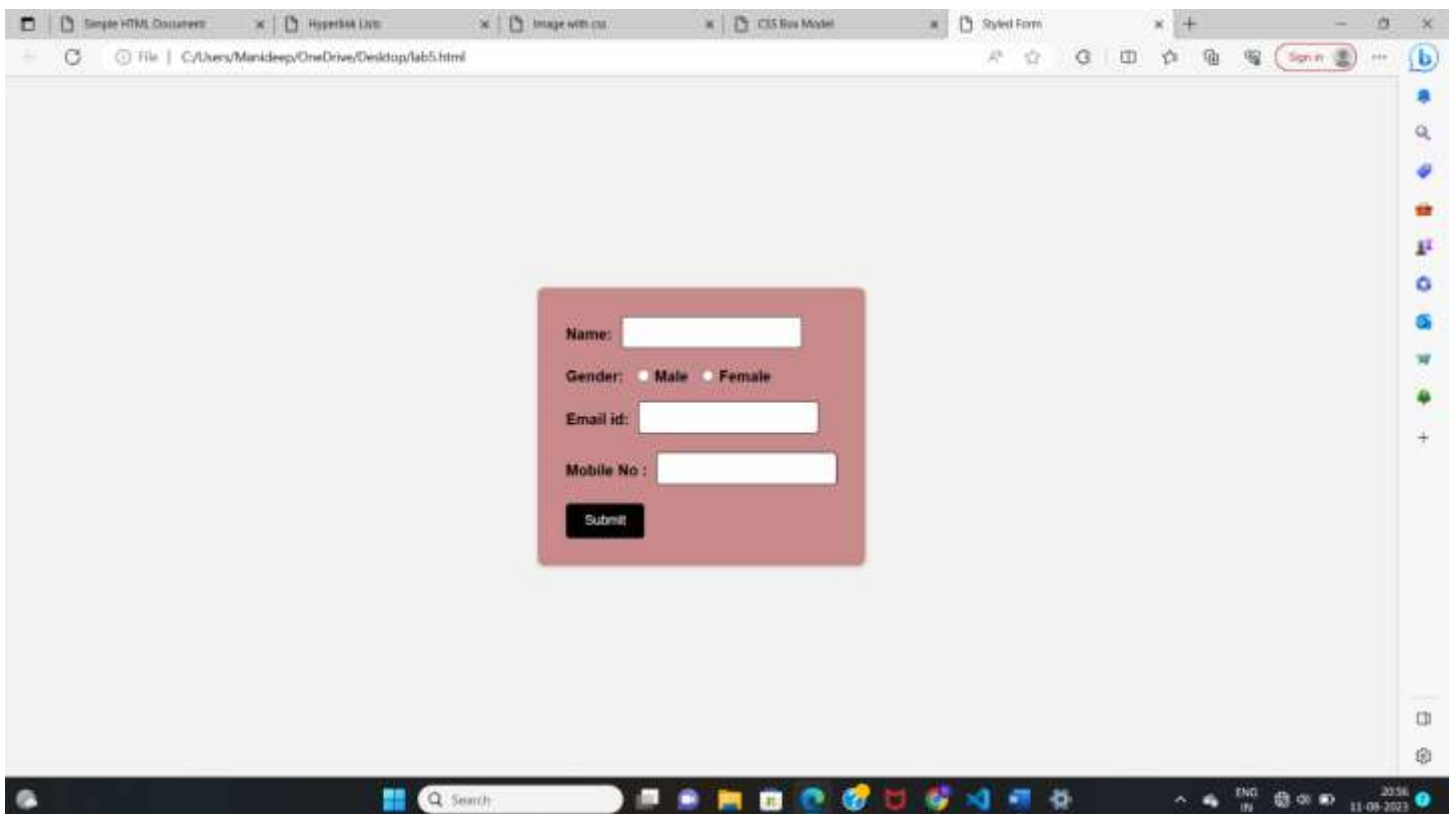 Simple HTML Document
Hyperlink Lists
Image with css
CSS Box Model
Styled Form
File | C:/Users/Manideep/OneDrive/Desktop/lab5.html
Sign in
Name:
Gender: Male Female
Email id:
Mobile No :
Submit
Search
ENG
IN
20:56
11-08-2023